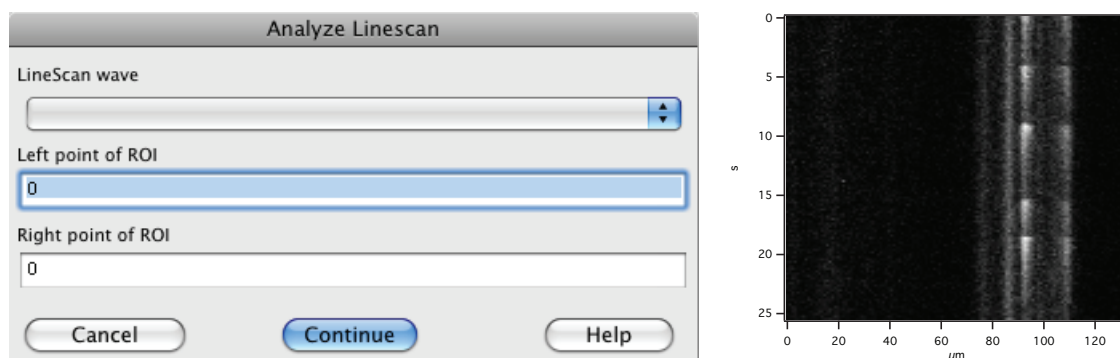 Analyze Linescan
LineScan wave
Left point of ROI
0
Right point of ROI
0
Cancel Continue Help
0
5
10
15
20
25
s
0 20 40 60 80 100 120
µm